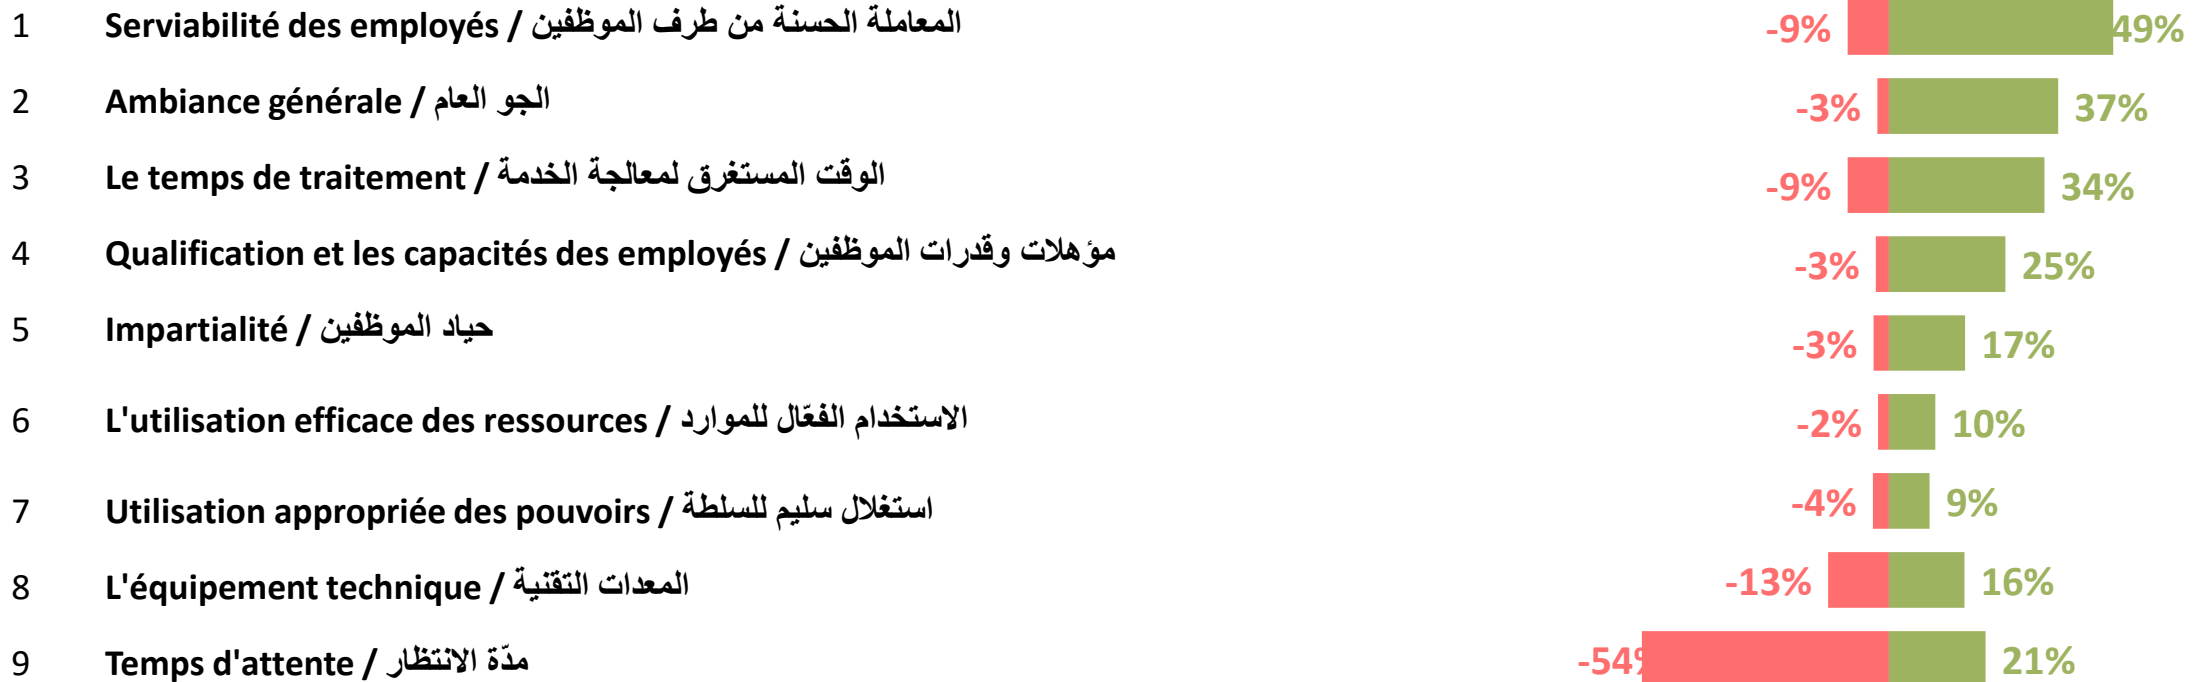 1 Serviabilité des employés / المعاملة الحسنة من طرف الموظفين -9% 49%
2 Ambiance générale / الجو العام -3% 37%
3 Le temps de traitement / الوقت المستغرق لمعالجة الخدمة -9% 34%
4 Qualification et les capacités des employés / مؤهلات وقدرات الموظفين -3% 25%
5 Impartialité / حياد الموظفين -3% 17%
6 L'utilisation efficace des ressources / الاستخدام الفعّال للموارد -2% 10%
7 Utilisation appropriée des pouvoirs / استغلال سليم للسلطة -4% 9%
8 L'équipement technique / المعدات التقنية -13% 16%
9 Temps d'attente / مدّة الانتظار -54% 21%